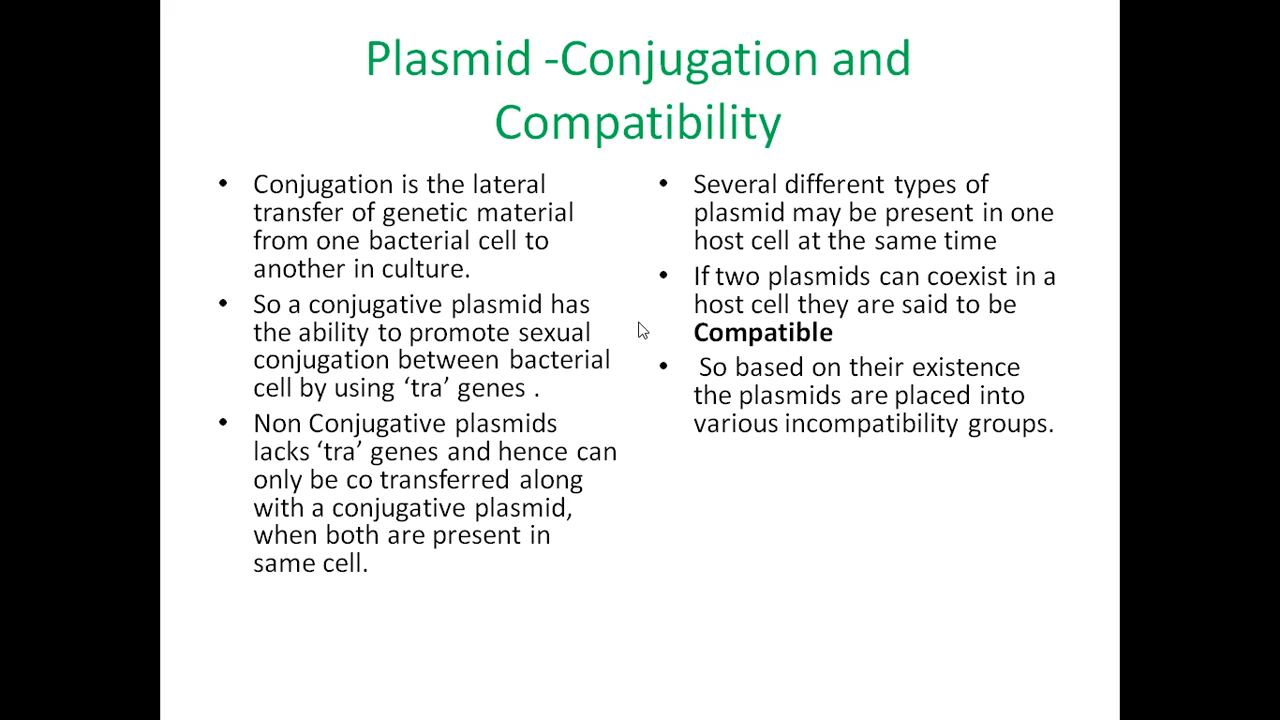 Plasmid -Conjugation and
Compatibility
• Conjugation is the lateral
transfer of genetic material
from one bacterial cell to
another in culture.
• So a conjugative plasmid has
the ability to promote sexual
conjugation between bacterial
cell by using ‘tra’ genes .
• Non Conjugative plasmids
lacks ‘tra’ genes and hence can
only be co transferred along
with a conjugative plasmid,
when both are present in
same cell.
• Several different types of
plasmid may be present in one
host cell at the same time
• If two plasmids can coexist in a
host cell they are said to be
Compatible
• So based on their existence
the plasmids are placed into
various incompatibility groups.